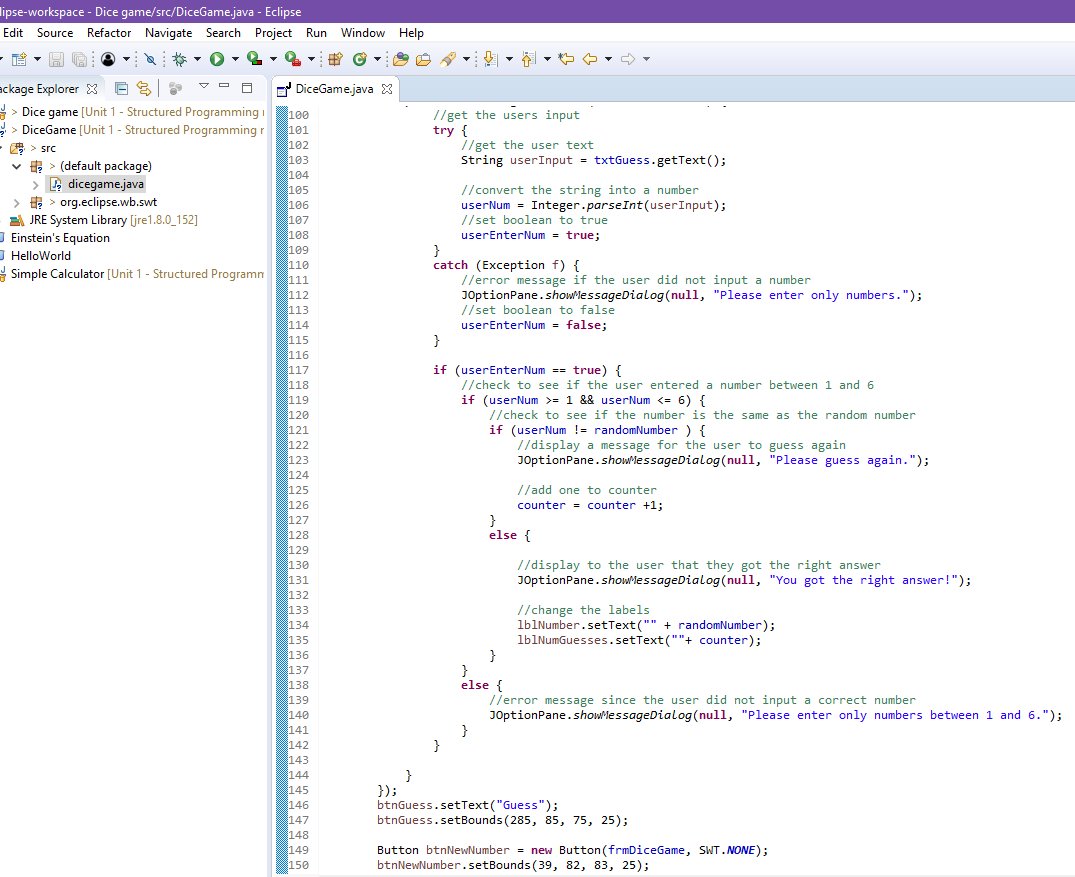 lipse-workspace - Dice game/src/DiceGame.java - Eclipse
Edit Source Refactor Navigate Search Project Run Window Help
ackage Explorer
DiceGame.java
> Dice game [Unit 1 - Structured Programming
> DiceGame [Unit 1 - Structured Programming
> src
> (default package)
dicegame.java
> org.eclipse.wb.swt
JRE System Library [jre1.8.0_152]
Einstein's Equation
HelloWorld
Simple Calculator [Unit 1 - Structured Programm
100 //get the users input
101 try {
102 //get the user text
103 String userInput = txtGuess.getText();
104
105 //convert the string into a number
106 userNum = Integer.parseInt(userInput);
107 //set boolean to true
108 userEnterNum = true;
109 }
110 catch (Exception f) {
111 //error message if the user did not input a number
112 JOptionPane.showMessageDialog(null, "Please enter only numbers.");
113 //set boolean to false
114 userEnterNum = false;
115 }
116
117 if (userEnterNum == true) {
118 //check to see if the user entered a number between 1 and 6
119 if (userNum >= 1 && userNum <= 6) {
120 //check to see if the number is the same as the random number
121 if (userNum != randomNumber ) {
122 //display a message for the user to guess again
123 JOptionPane.showMessageDialog(null, "Please guess again.");
124
125 //add one to counter
126 counter = counter +1;
127 }
128 else {
129
130 //display to the user that they got the right answer
131 JOptionPane.showMessageDialog(null, "You got the right answer!");
132
133 //change the labels
134 lblNumber.setText("" + randomNumber);
135 lblNumGuesses.setText(""+ counter);
136 }
137 }
138 else {
139 //error message since the user did not input a correct number
140 JOptionPane.showMessageDialog(null, "Please enter only numbers between 1 and 6.");
141 }
142 }
143
144 }
145 });
146 btnGuess.setText("Guess");
147 btnGuess.setBounds(285, 85, 75, 25);
148
149 Button btnNewNumber = new Button(frmDiceGame, SWT.NONE);
150 btnNewNumber.setBounds(39, 82, 83, 25);